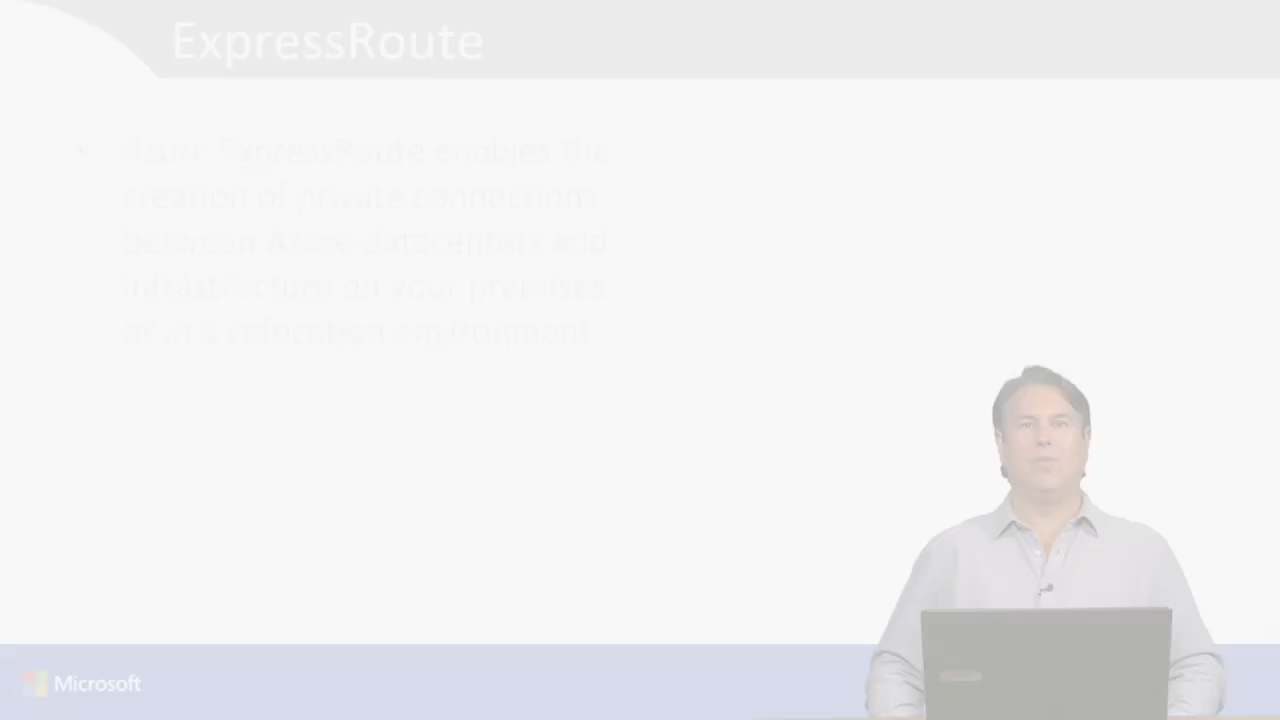 ExpressRoute
• Azure ExpressRoute enables the
creation of private connections
between Azure datacenters and
infrastructure on your premises
or in a colocation environment
Microsoft